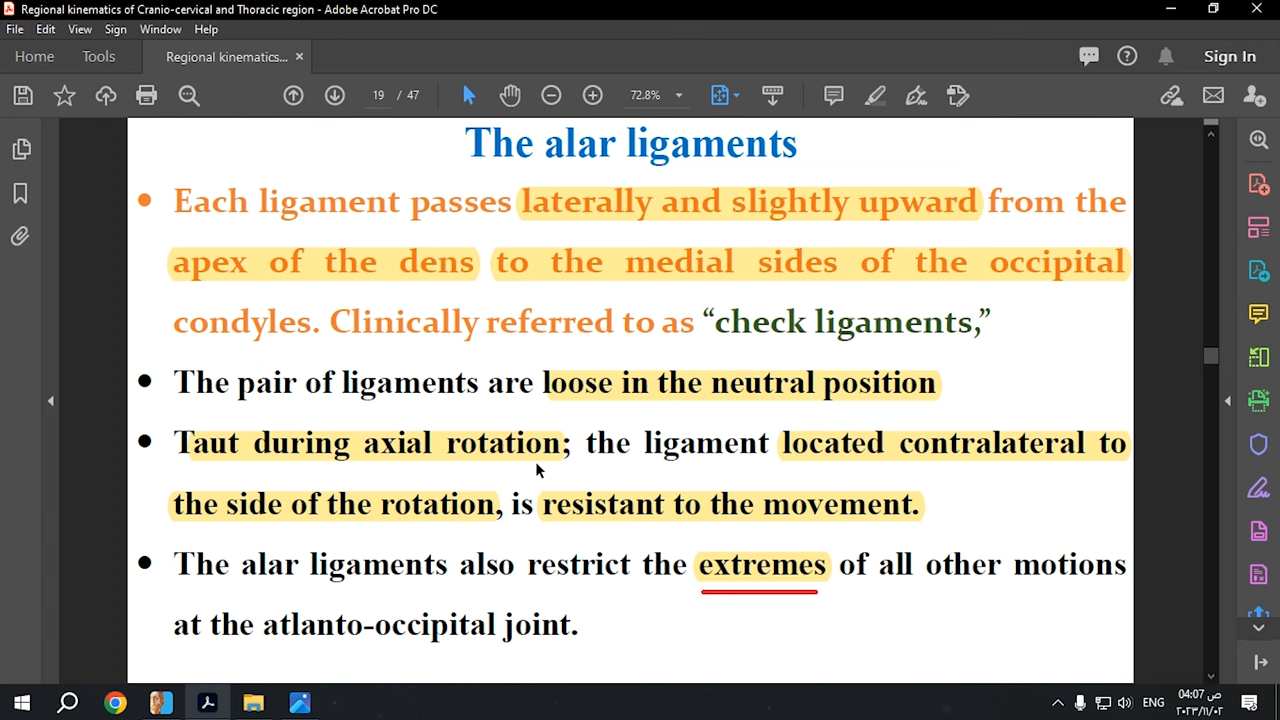 Regional kinematics of Cranio-cervical and Thoracic region - Adobe Acrobat Pro DC
File Edit View Sign Window Help
Home Tools Regional kinematics... × Sign In
19 / 47 72.8%
The alar ligaments
• Each ligament passes laterally and slightly upward from the
apex of the dens to the medial sides of the occipital
condyles. Clinically referred to as “check ligaments,”
• The pair of ligaments are loose in the neutral position
• Taut during axial rotation; the ligament located contralateral to
the side of the rotation, is resistant to the movement.
• The alar ligaments also restrict the extremes of all other motions
at the atlanto-occipital joint.
ENG 04:07 ص
٢٠٢٣/١١/٠٢